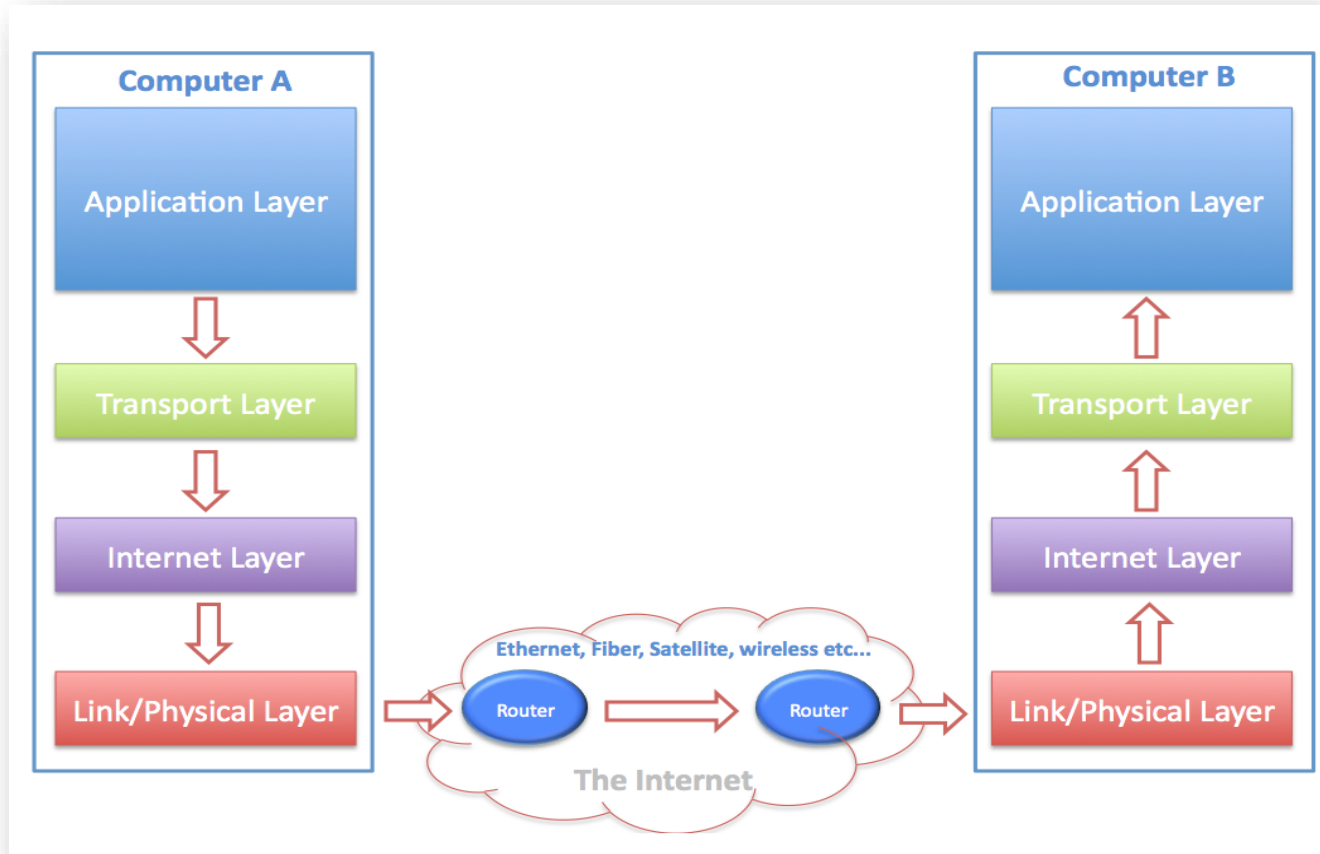 Computer A
Application Layer
Transport Layer
Internet Layer
Link/Physical Layer
Ethernet, Fiber, Satellite, wireless etc...
Router
Router
The Internet
Computer B
Application Layer
Transport Layer
Internet Layer
Link/Physical Layer